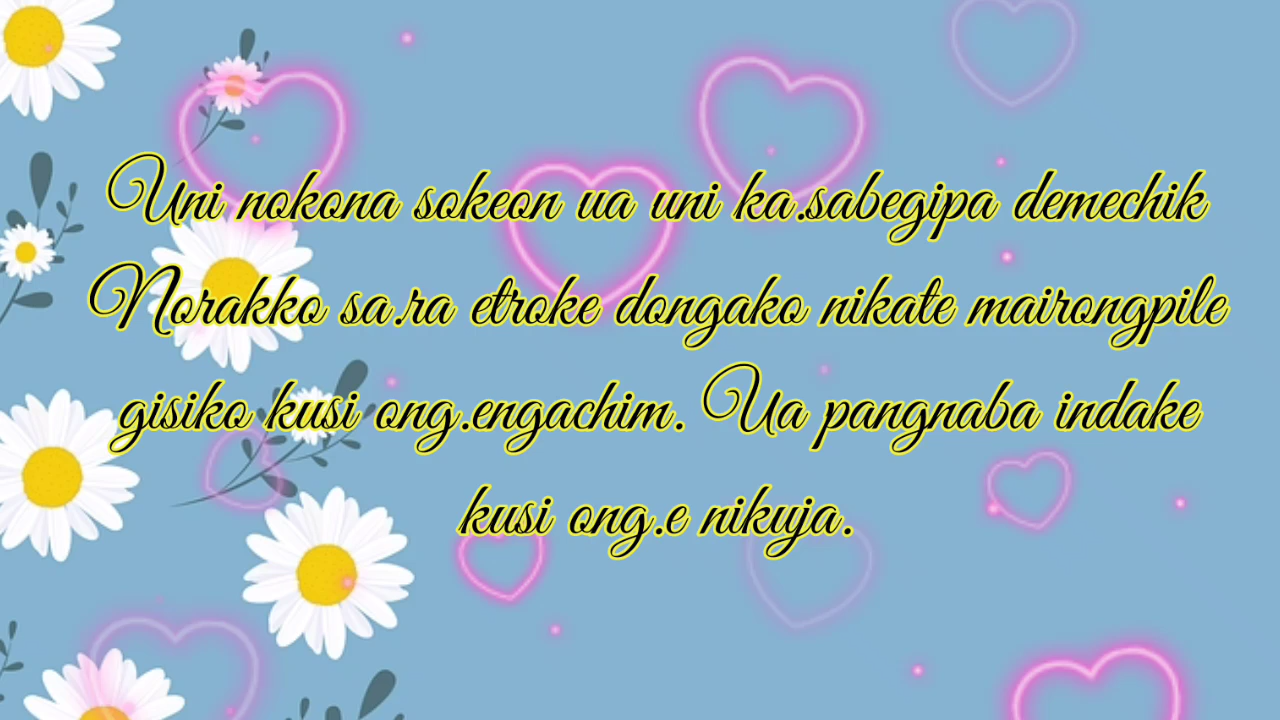 Uni nokona sokeon ua uni ka.sabegipa demechik
Norakko sa.ra etroke dongako nikate mairongpile
gisiko kusi ong.engachim. Ua pangnaba indake
kusi ong.e nikuja.